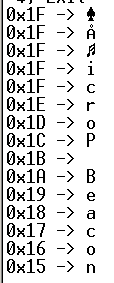 0x1F -> ♠
0x1F -> Å
0x1F -> ♬
0x1F -> i
0x1F -> c
0x1E -> r
0x1D -> o
0x1C -> P
0x1B ->
0x1A -> B
0x19 -> e
0x18 -> a
0x17 -> c
0x16 -> o
0x15 -> n